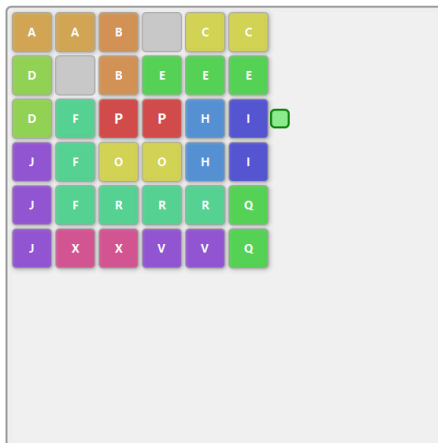 A A B C C
D B E E E
D F P P H I
J F O O H I
J F R R R Q
J X X V V Q